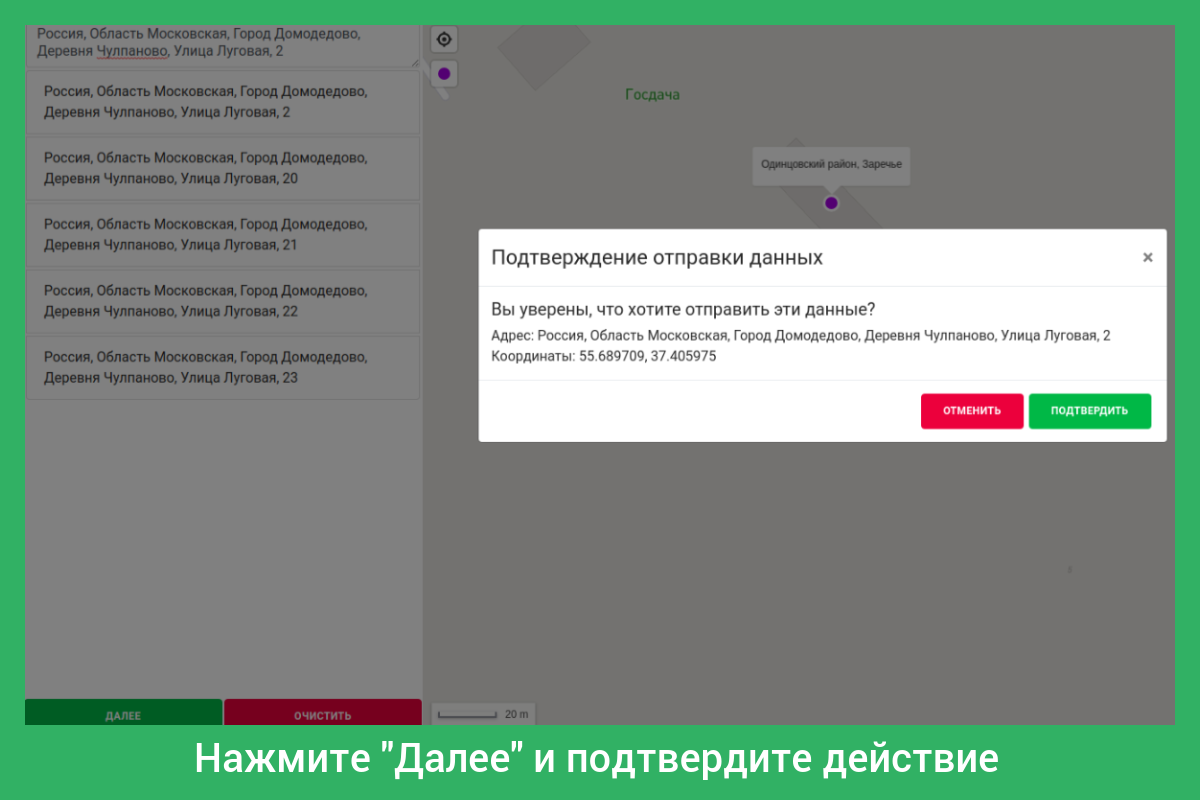 Россия, Область Московская, Город Домодедово,
Деревня Чулпаново, Улица Луговая, 2
Россия, Область Московская, Город Домодедово,
Деревня Чулпаново, Улица Луговая, 2
Россия, Область Московская, Город Домодедово,
Деревня Чулпаново, Улица Луговая, 20
Россия, Область Московская, Город Домодедово,
Деревня Чулпаново, Улица Луговая, 21
Россия, Область Московская, Город Домодедово,
Деревня Чулпаново, Улица Луговая, 22
Россия, Область Московская, Город Домодедово,
Деревня Чулпаново, Улица Луговая, 23
ДАЛЕЕ
ОЧИСТИТЬ
Госдача
Одинцовский район, Заречье
Подтверждение отправки данных
×
Вы уверены, что хотите отправить эти данные?
Адрес: Россия, Область Московская, Город Домодедово, Деревня Чулпаново, Улица Луговая, 2
Координаты: 55.689709, 37.405975
ОТМЕНИТЬ
ПОДТВЕРДИТЬ
20 m
Нажмите "Далее" и подтвердите действие